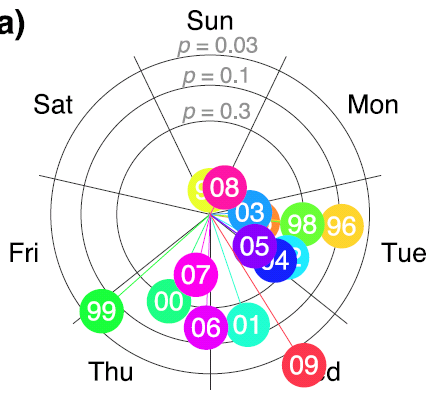 a)
Sun
p = 0.03
p = 0.1
p = 0.3
Sat
Mon
08
03
98
96
05
04
Fri
Tue
07
00
99
06
01
09
Thu